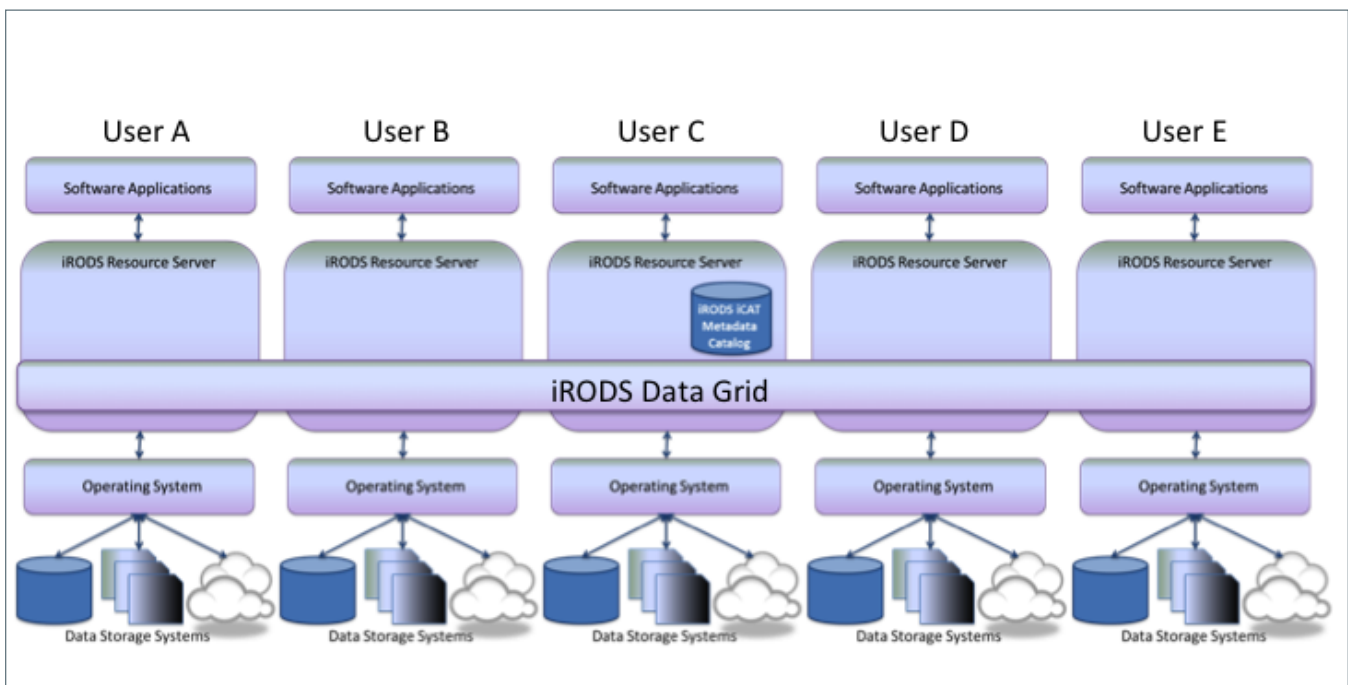 User A
User B
User C
User D
User E
Software Applications
Software Applications
Software Applications
Software Applications
Software Applications
iRODS Resource Server
iRODS Resource Server
iRODS Resource Server
iRODS Resource Server
iRODS Resource Server
iRODS iCAT
Metadata
Catalog
iRODS Data Grid
Operating System
Operating System
Operating System
Operating System
Operating System
Data Storage Systems
Data Storage Systems
Data Storage Systems
Data Storage Systems
Data Storage Systems